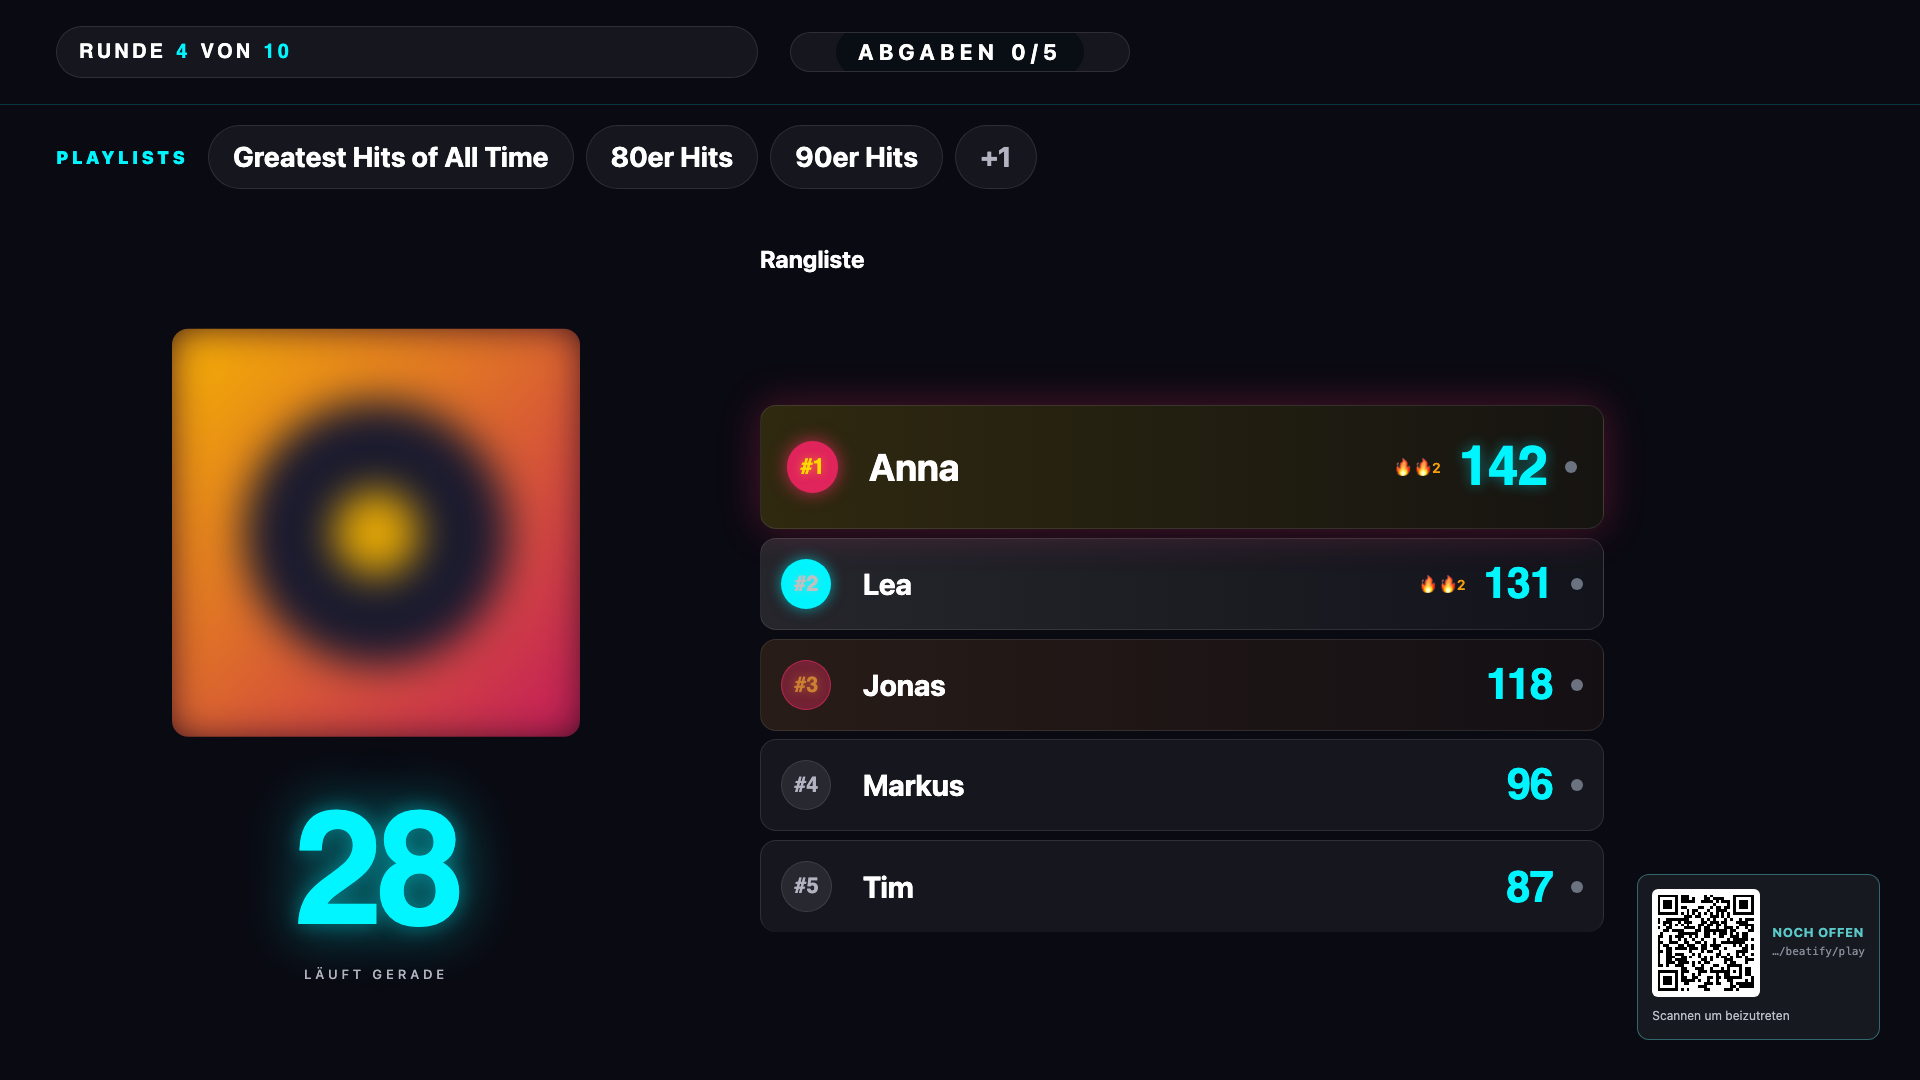 RUNDE 4 VON 10
ABGABEN 0/5
PLAYLISTS
Greatest Hits of All Time
80er Hits
90er Hits
+1
Rangliste
#1 Anna 🔥🔥2 142
#2 Lea 🔥🔥2 131
#3 Jonas 118
#4 Markus 96
#5 Tim 87
28
LÄUFT GERADE
NOCH OFFEN
…/beatify/play
Scannen um beizutreten